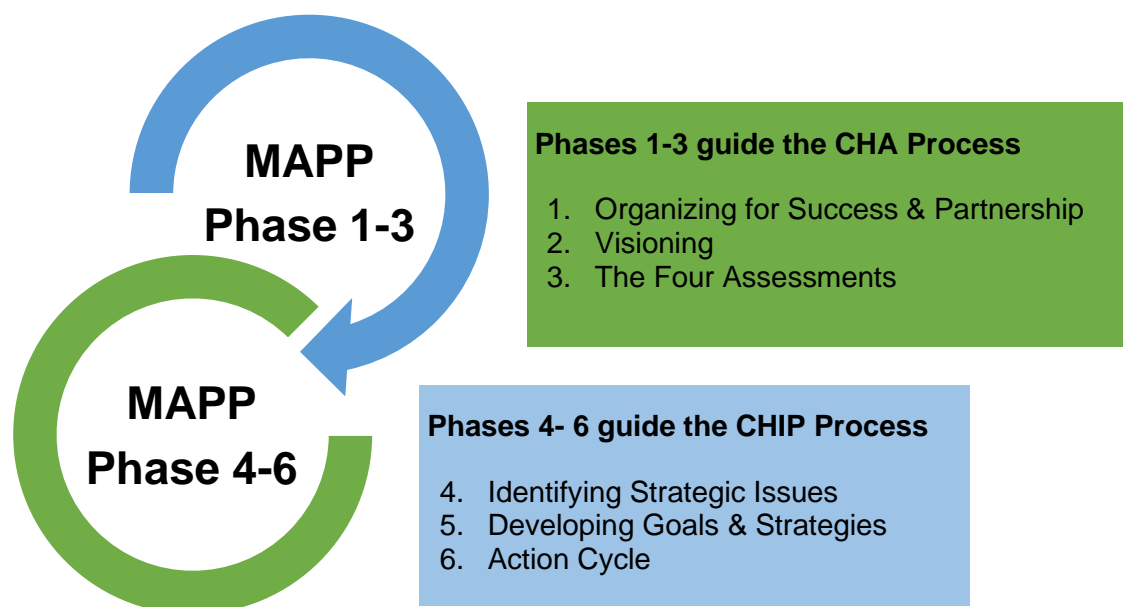 MAPP
Phase 1-3
Phases 1-3 guide the CHA Process
1. Organizing for Success & Partnership
2. Visioning
3. The Four Assessments
MAPP
Phase 4-6
Phases 4- 6 guide the CHIP Process
4. Identifying Strategic Issues
5. Developing Goals & Strategies
6. Action Cycle